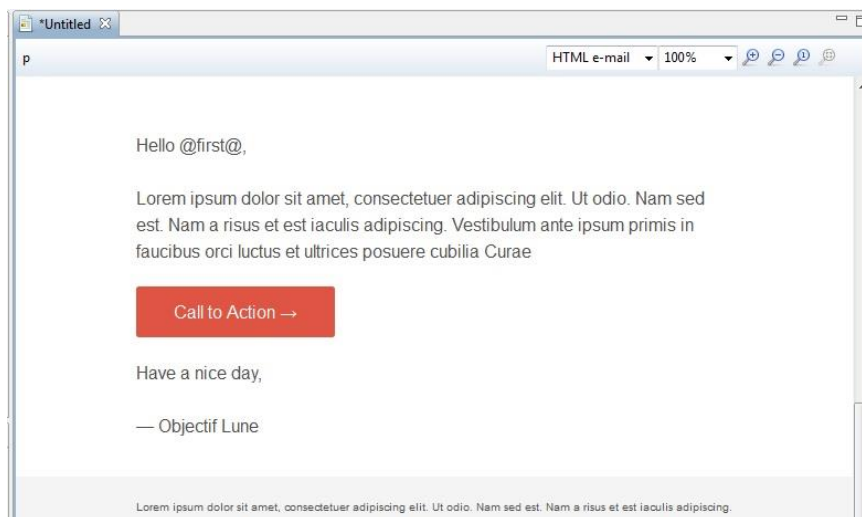 *Untitled
p
HTML e-mail 100%
Hello @first@,
Lorem ipsum dolor sit amet, consectetuer adipiscing elit. Ut odio. Nam sed
est. Nam a risus et est iaculis adipiscing. Vestibulum ante ipsum primis in
faucibus orci luctus et ultrices posuere cubilia Curae
Call to Action →
Have a nice day,
— Objectif Lune
Lorem ipsum dolor sit amet, consectetuer adipiscing elit. Ut odio. Nam sed est. Nam a risus et est iaculis adipiscing.